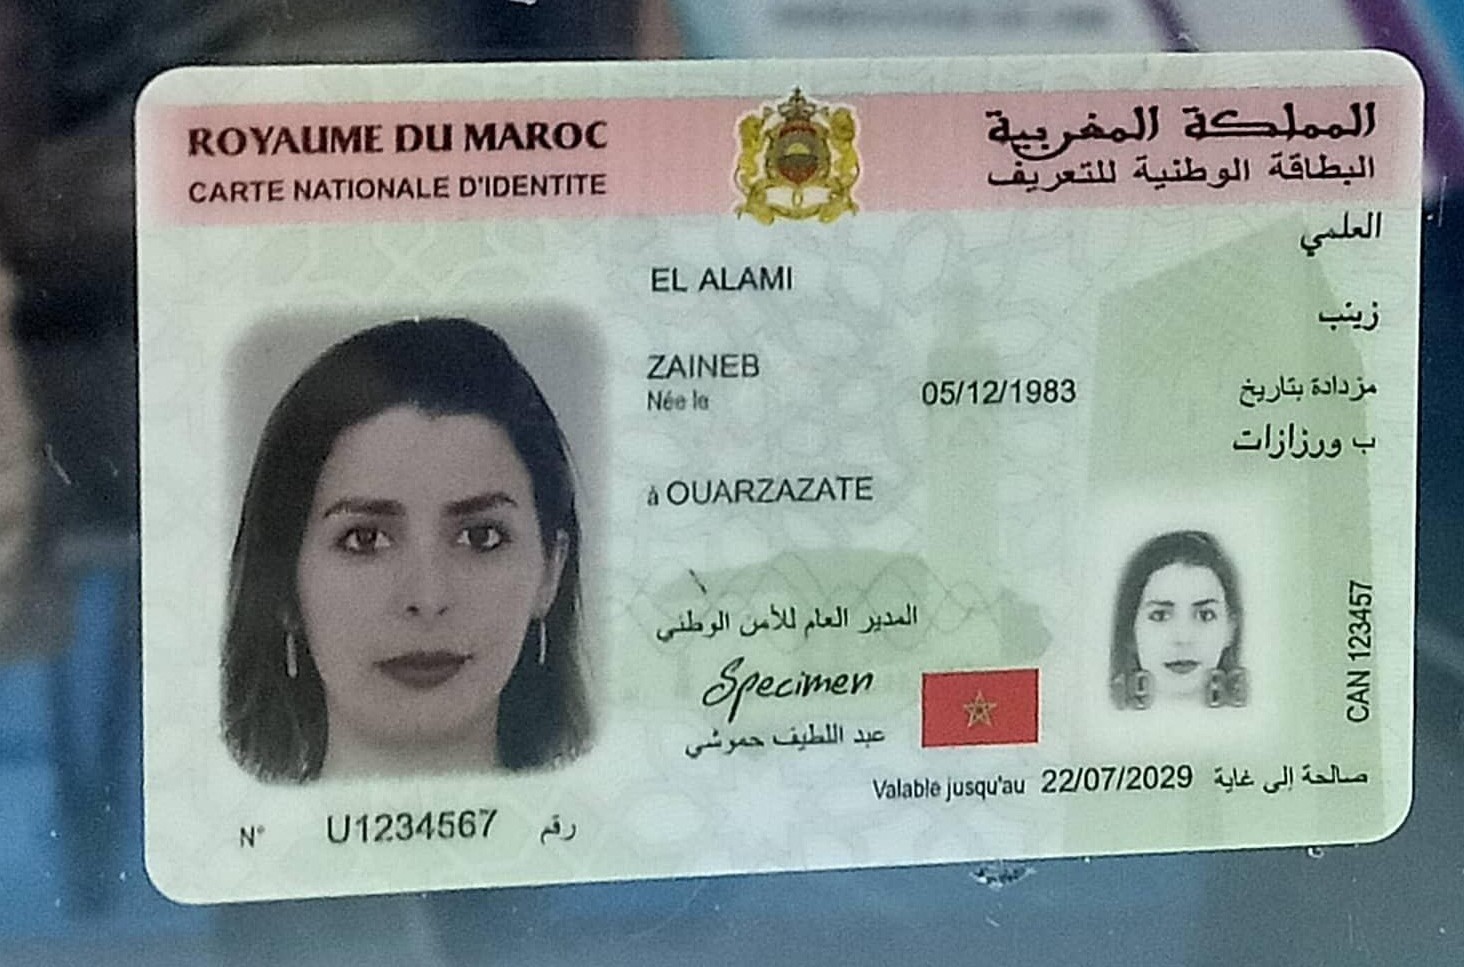 ROYAUME DU MAROC
المملكة المغربية
CARTE NATIONALE D'IDENTITE
البطاقة الوطنية للتعريف
العلمي
EL ALAMI
زينب
ZAINEB
Née le
05/12/1983
مزدادة بتاريخ
ب ورزازات
à OUARZAZATE
المدير العام للأمن الوطني
Specimen
عبد اللطيف حموشي
19 83
CAN 123457
Valable jusqu'au 22/07/2029 صالحة إلى غاية
N° U1234567 رقم